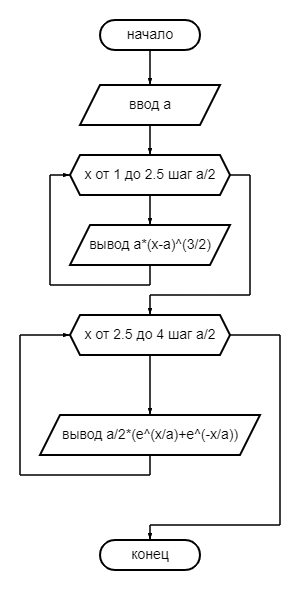 начало
ввод a
x от 1 до 2.5 шаг a/2
вывод a*(x-a)^(3/2)
x от 2.5 до 4 шаг a/2
вывод a/2*(e^(x/a)+e^(-x/a))
конец